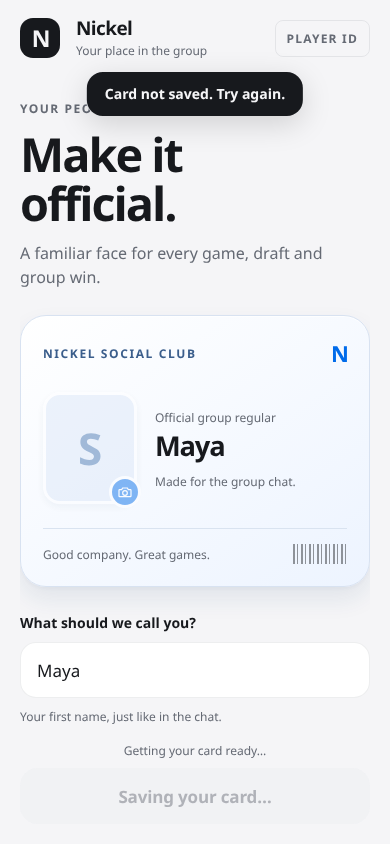 N
Nickel
Your place in the group
PLAYER ID
Card not saved. Try again.
Make it
official.
A familiar face for every game, draft and
group win.
NICKEL SOCIAL CLUB
N
S
Official group regular
Maya
Made for the group chat.
Good company. Great games.
What should we call you?
Maya
Your first name, just like in the chat.
Getting your card ready...
Saving your card...